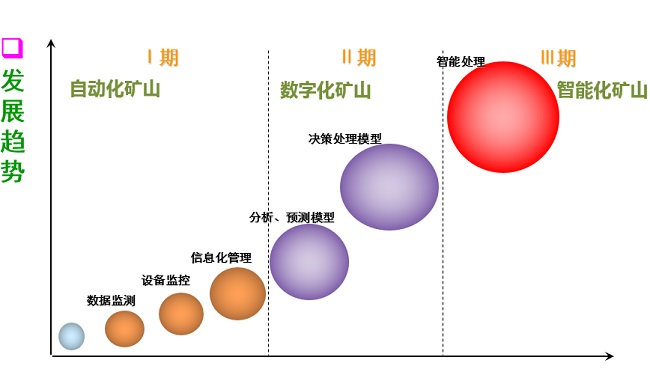 发展趋势
Ⅰ期
Ⅱ期
Ⅲ期
自动化矿山
数字化矿山
智能化矿山
智能处理
决策处理模型
分析、预测模型
信息化管理
设备监控
数据监测